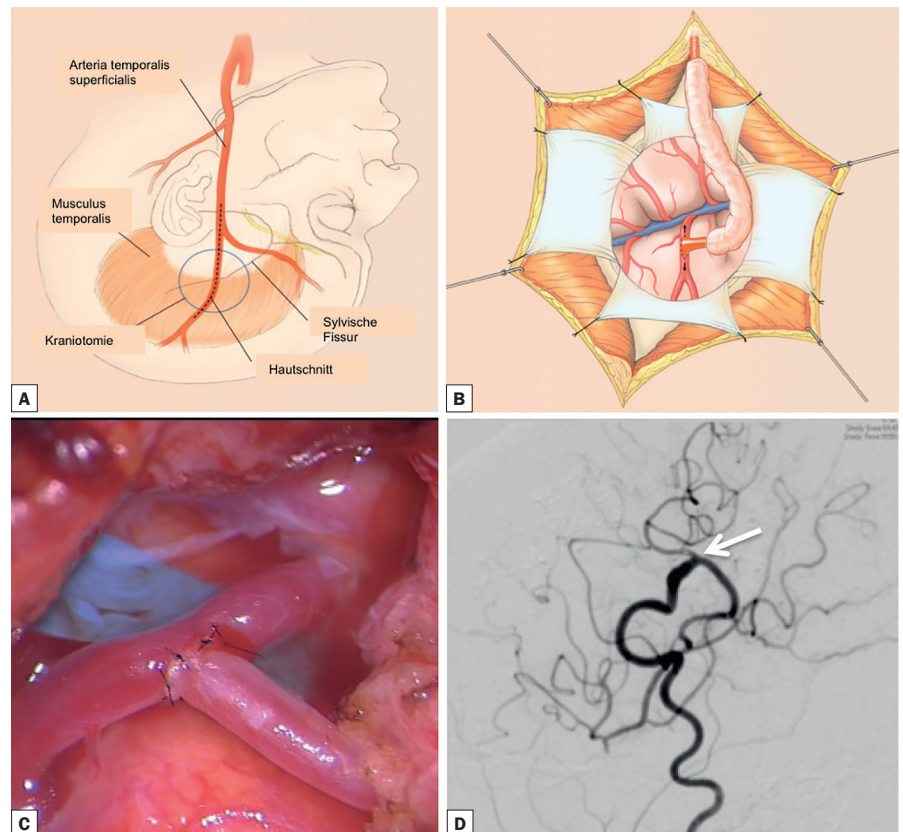 Arteria temporalis
superficialis
Musculus
temporalis
Kraniotomie
Sylvische
Fissur
Hautschnitt
A
B
C
D